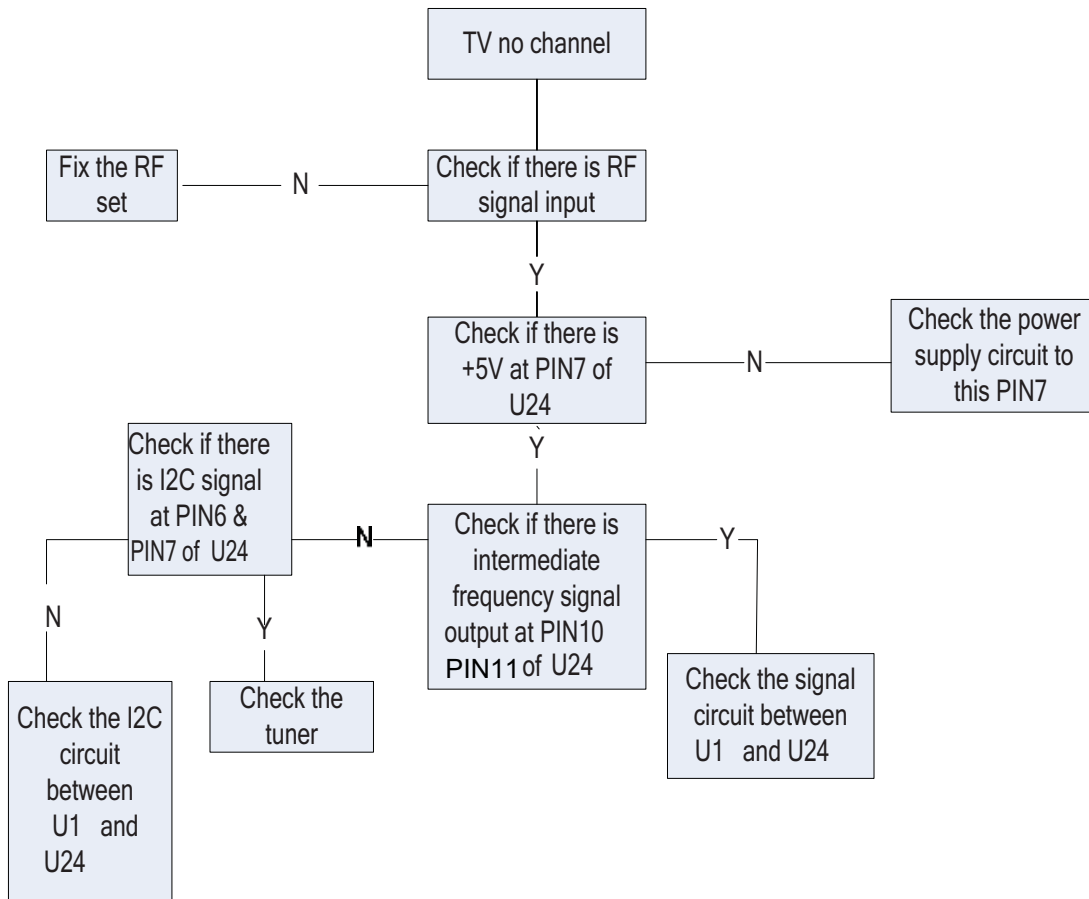 TV no channel
Fix the RF
set
N
Check if there is RF
signal input
Y
Check if there is
+5V at PIN7 of
U24
N
Check the power
supply circuit to
this PIN7
Y
Check if there
is I2C signal
at PIN6 &
PIN7 of U24
N
Check if there is
intermediate
frequency signal
output at PIN10
PIN11 of U24
Y
N
Y
Check the I2C
circuit
between
U1 and
U24
Check the
tuner
Check the signal
circuit between
U1 and U24